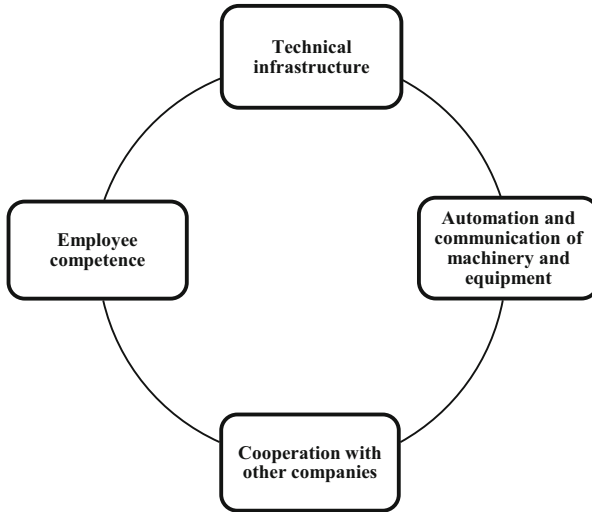 Technical
infrastructure
Automation and
communication of
machinery and
equipment
Employee
competence
Cooperation with
other companies